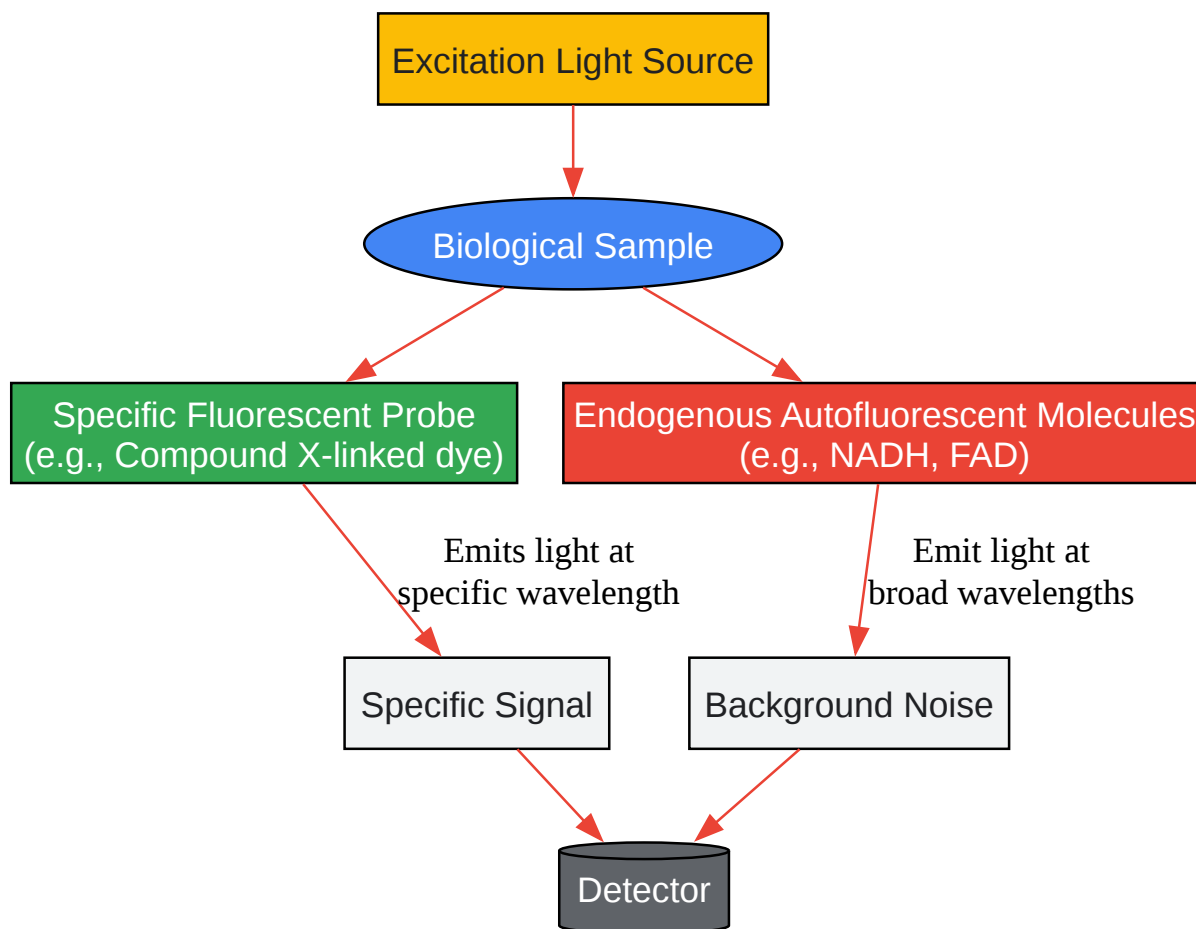 Excitation Light Source
Biological Sample
Specific Fluorescent Probe
(e.g., Compound X-linked dye)
Endogenous Autofluorescent Molecules
(e.g., NADH, FAD)
Emits light at
specific wavelength
Emit light at
broad wavelengths
Specific Signal
Background Noise
Detector